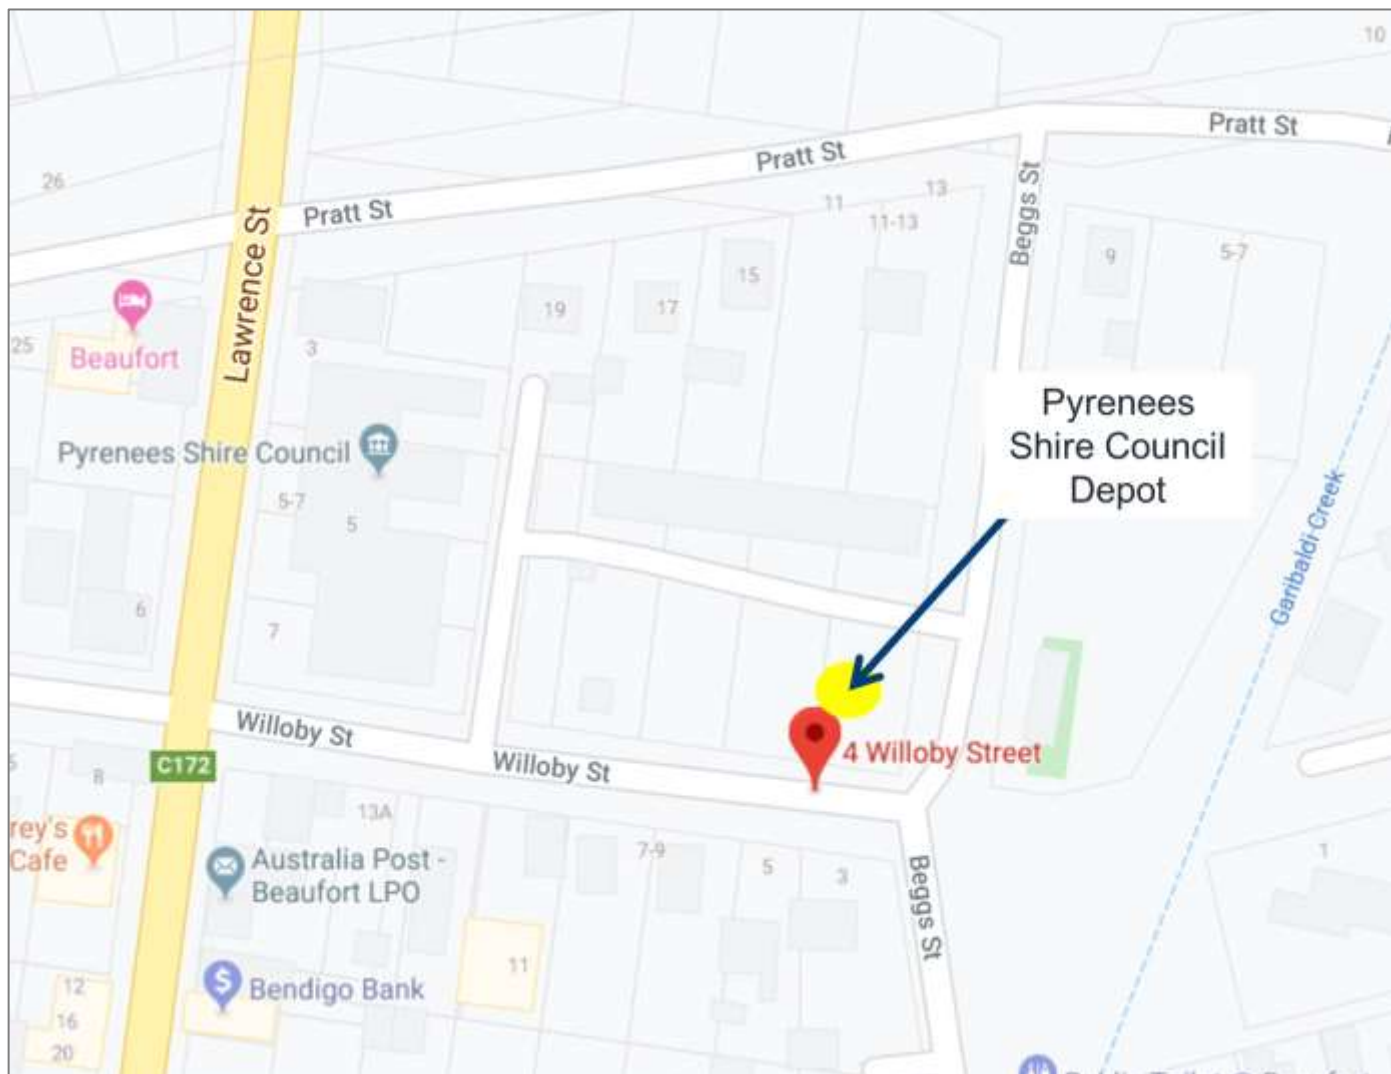 10
Pratt St
Pratt St
Pratt St
26
Beggs St
13
11
11-13
Lawrence St
9
5-7
15
19
17
25
Beaufort
3
Pyrenees
Shire Council
Depot
Pyrenees Shire Council
5-7
5
Garibaldi Creek
6
7
Willoby St
Willoby St
4 Willoby Street
C172
8
13A
rey's
Cafe
Australia Post -
Beaufort LPO
7-9
5
3
1
Beggs St
11
Bendigo Bank
12
16
20